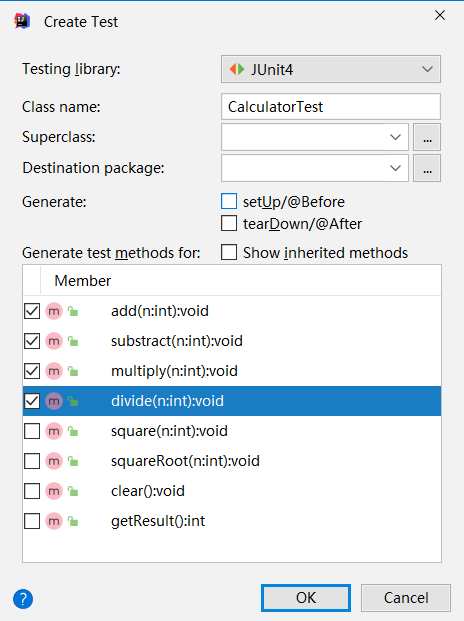 Create Test
Testing library: JUnit4
Class name: CalculatorTest
Superclass: ...
Destination package: ...
Generate: setUp/@Before
tearDown/@After
Generate test methods for: Show inherited methods
Member
m add(n:int):void
m substract(n:int):void
m multiply(n:int):void
m divide(n:int):void
m square(n:int):void
m squareRoot(n:int):void
m clear():void
m getResult():int
? OK Cancel